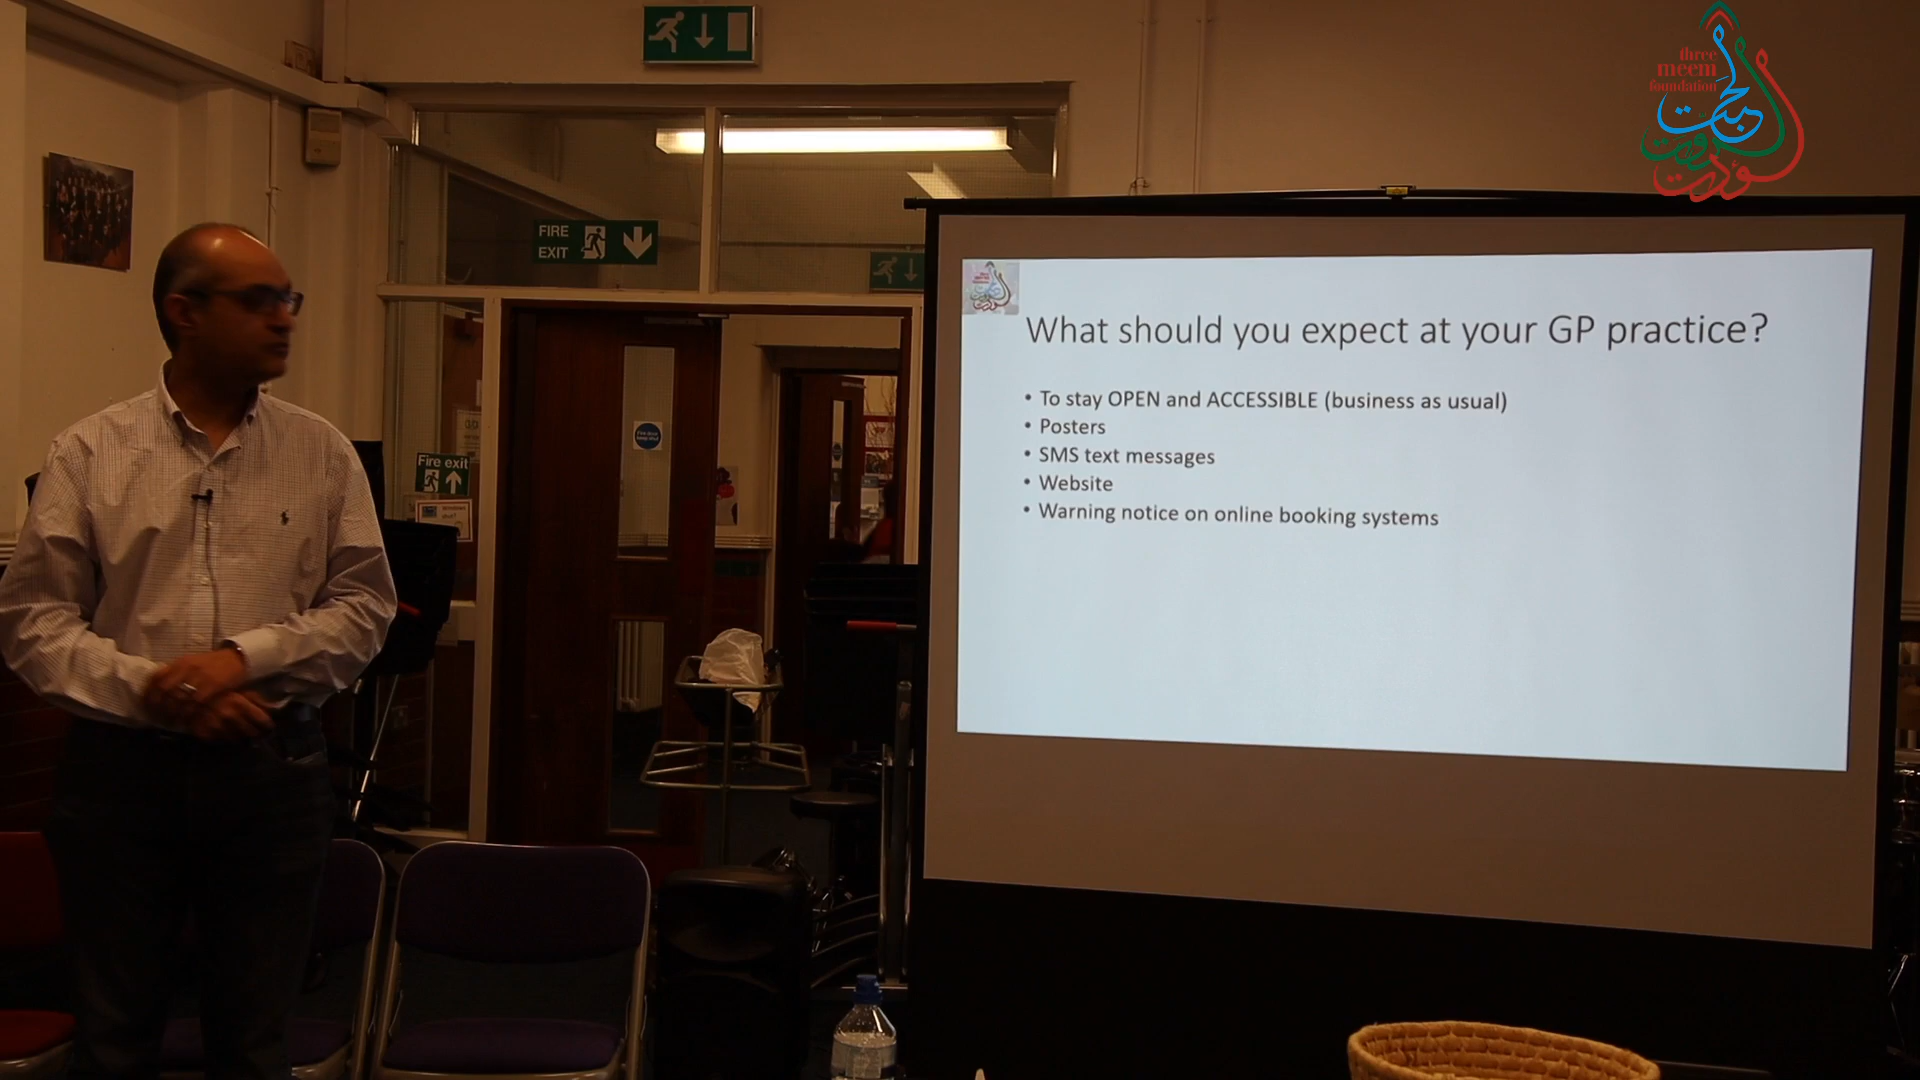 three
meem
foundation
FIRE
EXIT
Fire exit
What should you expect at your GP practice?
• To stay OPEN and ACCESSIBLE (business as usual)
• Posters
• SMS text messages
• Website
• Warning notice on online booking systems